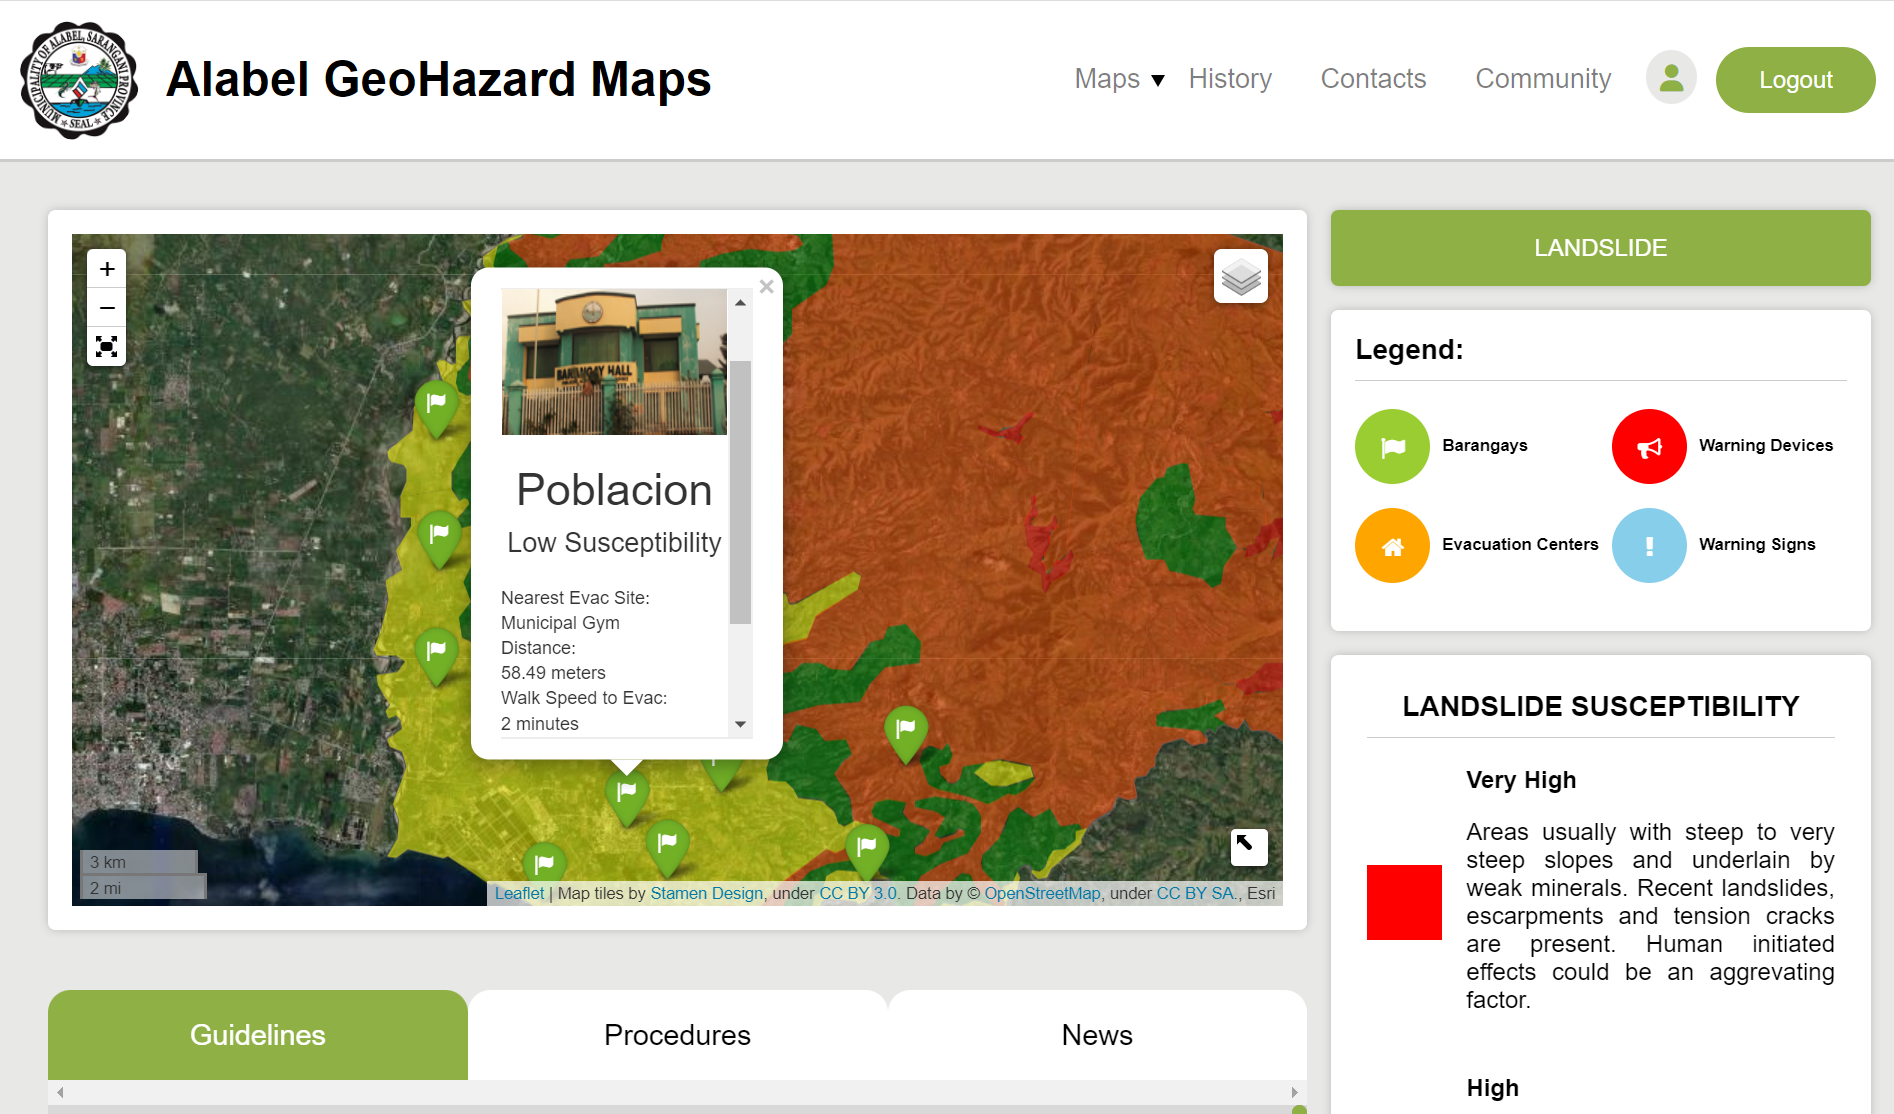 MUNICIPALITY OF ALABEL, SARANGANI PROVINCE
SEAL
Alabel GeoHazard Maps
Maps ▼
History
Contacts
Community
Logout
+
−
×
BARANGAY HALL
Poblacion
Low Susceptibility
Nearest Evac Site:
Municipal Gym
Distance:
58.49 meters
Walk Speed to Evac:
2 minutes
3 km
2 mi
Leaflet | Map tiles by Stamen Design, under CC BY 3.0. Data by © OpenStreetMap, under CC BY SA., Esri
Guidelines
Procedures
News
LANDSLIDE
Legend:
Barangays
Warning Devices
Evacuation Centers
Warning Signs
LANDSLIDE SUSCEPTIBILITY
Very High
Areas usually with steep to very
steep slopes and underlain by
weak minerals. Recent landslides,
escarpments and tension cracks
are present. Human initiated
effects could be an aggrevating
factor.
High